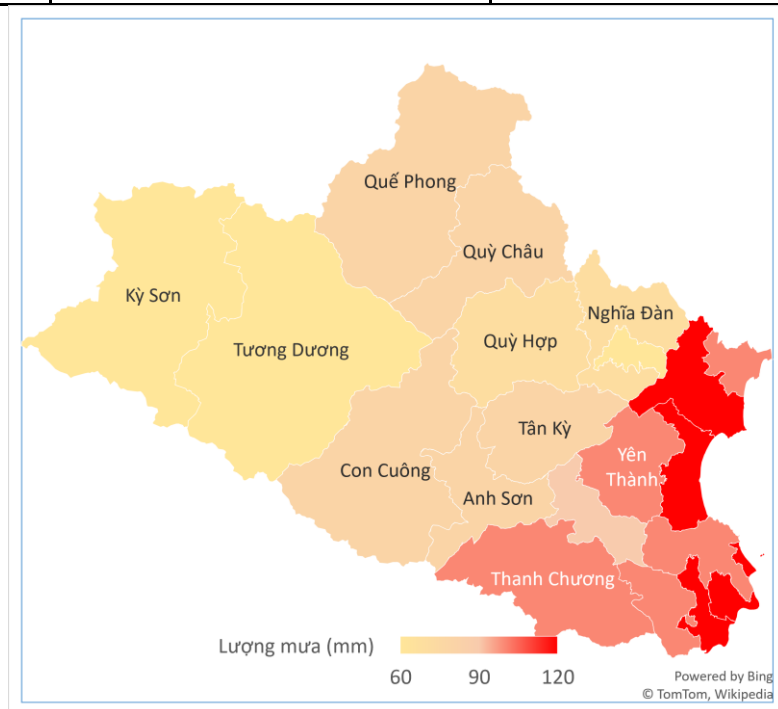 Quế Phong
Quỳ Châu
Kỳ Sơn
Nghĩa Đàn
Tương Dương
Quỳ Hợp
Tân Kỳ
Yên
Thành
Con Cuông
Anh Sơn
Thanh Chương
Lượng mưa (mm)
60 90 120
Powered by Bing
© TomTom, Wikipedia